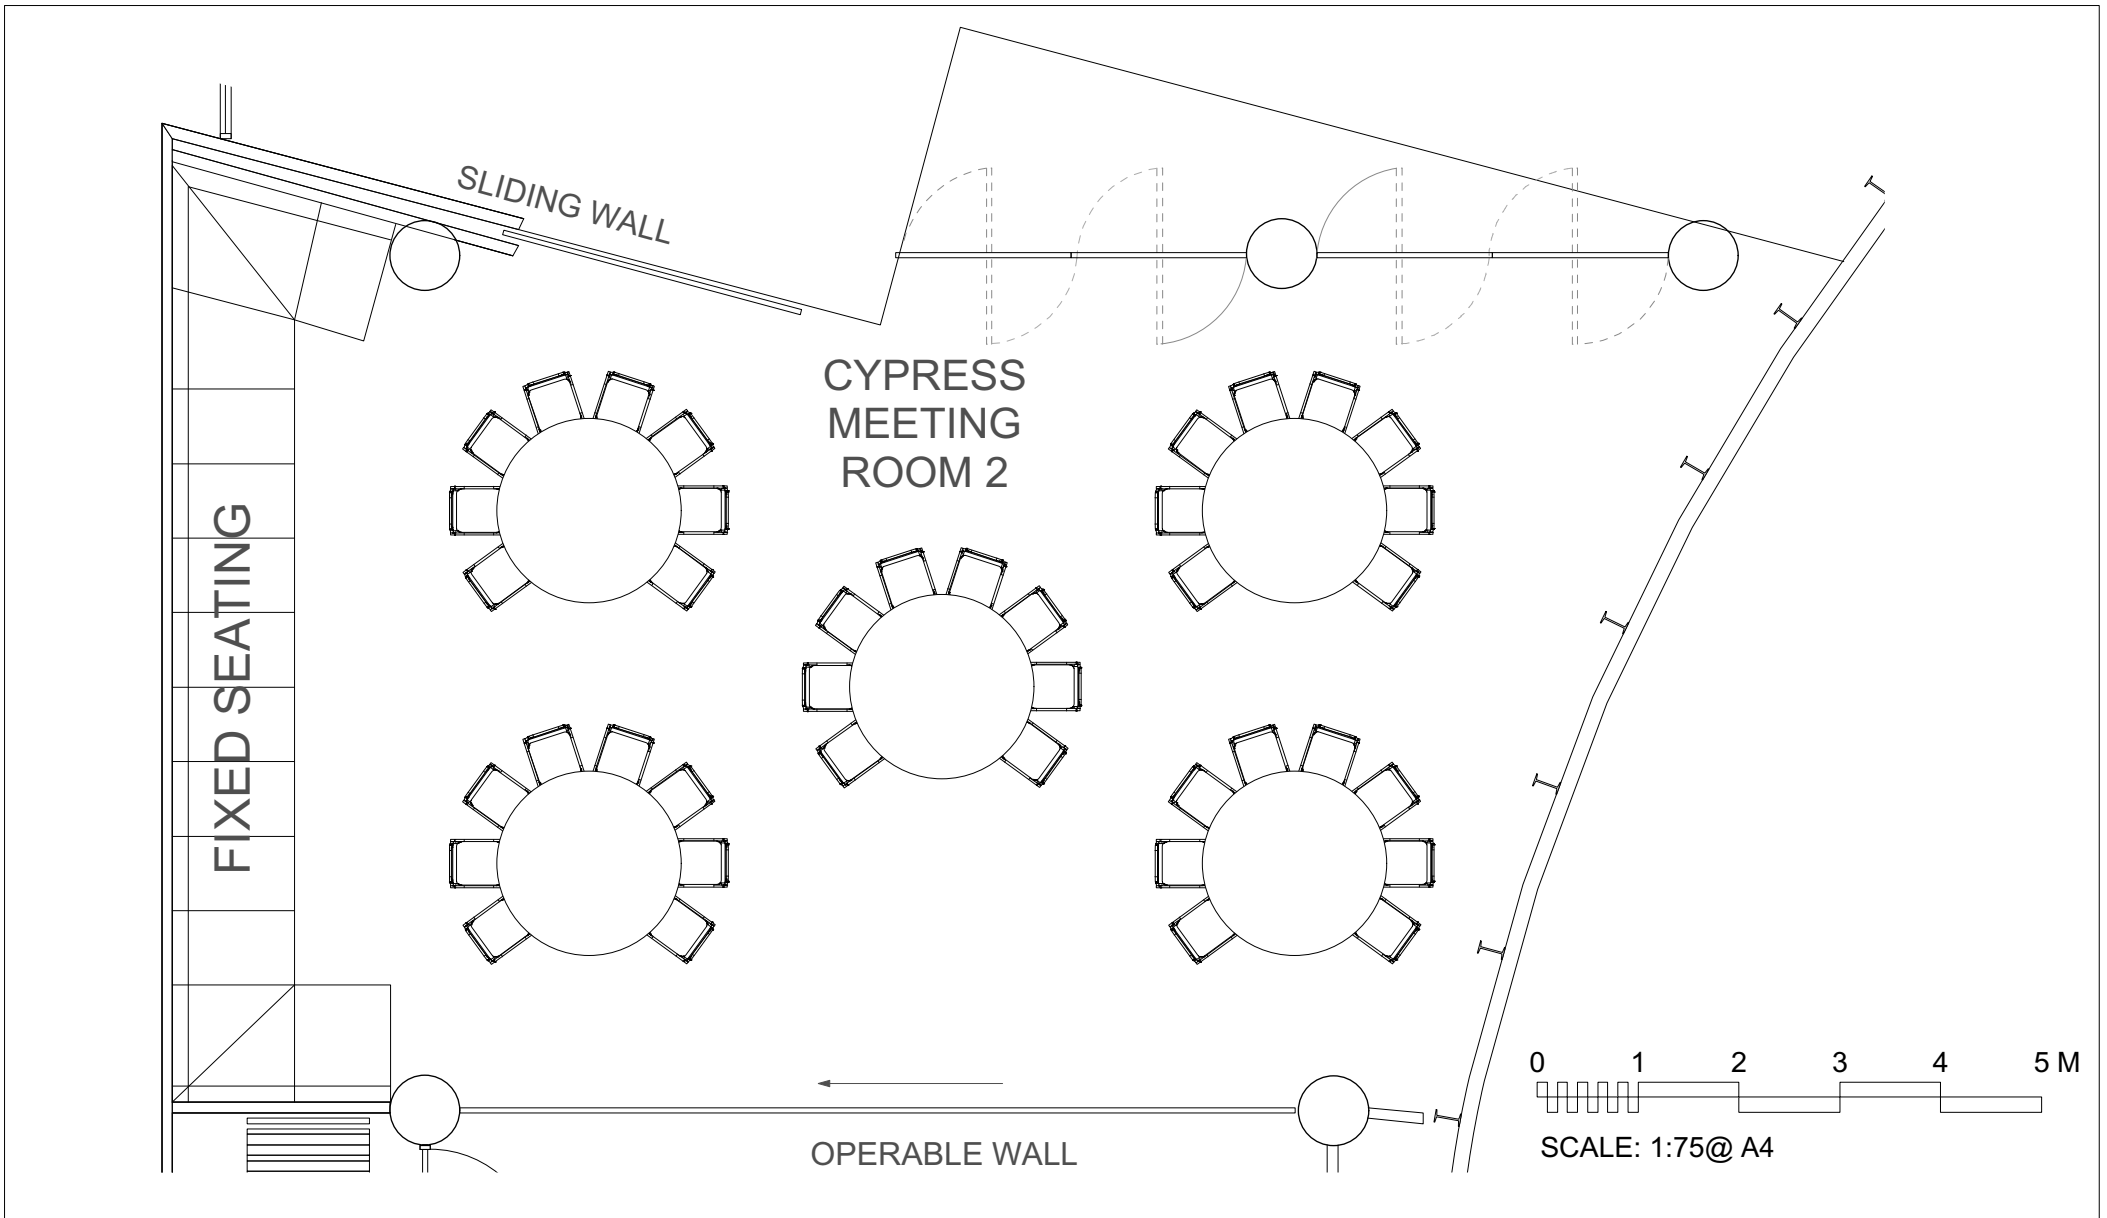 SLIDING WALL
CYPRESS
MEETING
ROOM 2
FIXED SEATING
OPERABLE WALL
0 1 2 3 4 5 M
SCALE: 1:75@ A4